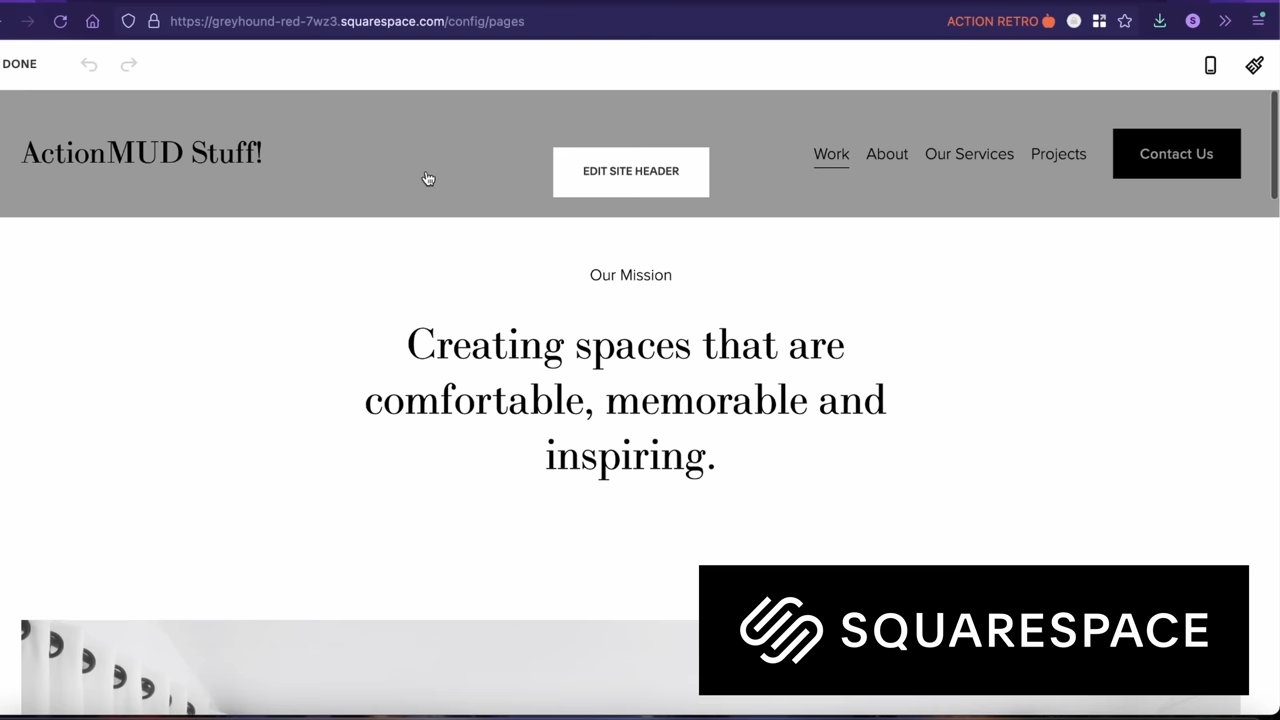 https://greyhound-red-7wz3.squarespace.com/config/pages
ACTION RETRO
S
DONE
ActionMUD Stuff!
EDIT SITE HEADER
Work About Our Services Projects Contact Us
Our Mission
Creating spaces that are
comfortable, memorable and
inspiring.
SQUARESPACE